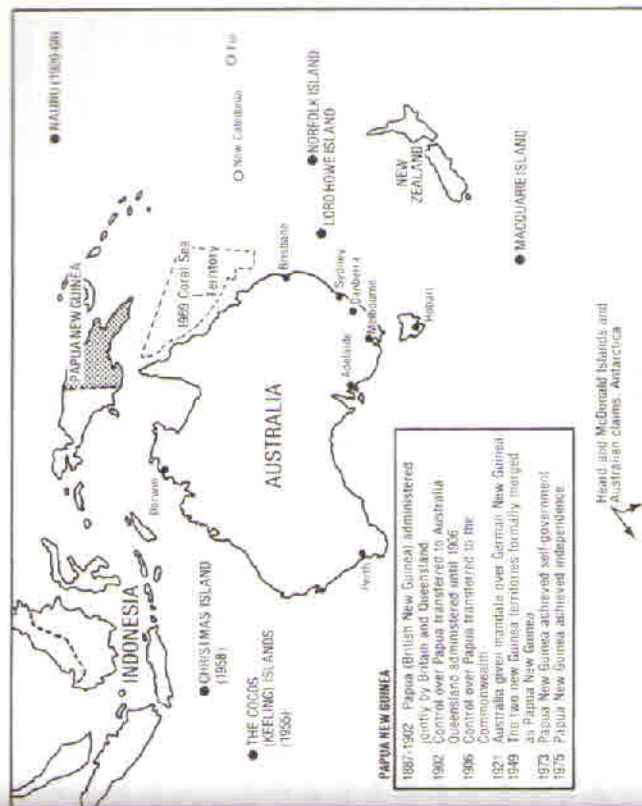 NAURU (1920-68)
Fiji
New Caledonia
PAPUA NEW GUINEA
1969 Coral Sea
Territory
NORFOLK ISLAND
LORD HOWE ISLAND
Brisbane
INDONESIA
Darwin
CHRISTMAS ISLAND
(1958)
THE COCOS
(KEELING) ISLANDS
(1955)
AUSTRALIA
Perth
Adelaide
Sydney
Canberra
Melbourne
Hobart
NEW
ZEALAND
MACQUARIE ISLAND
PAPUA NEW GUINEA
1887-1902 Papua (British New Guinea) administered
jointly by Britain and Queensland
1902 Control over Papua transferred to Australia
Queensland administered until 1906
1906 Control over Papua transferred to the
Commonwealth
1921 Australia given mandate over German New Guinea
1949 The two new Guinea territories formally merged
as Papua New Guinea
1973 Papua New Guinea achieved self-government
1975 Papua New Guinea achieved independence
Heard and McDonald Islands and
Australian claims, Antarctica